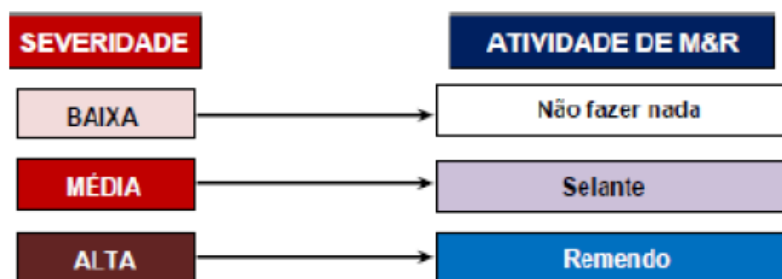 SEVERIDADE ATIVIDADE DE M&R
BAIXA Não fazer nada
MÉDIA Selante
ALTA Remendo